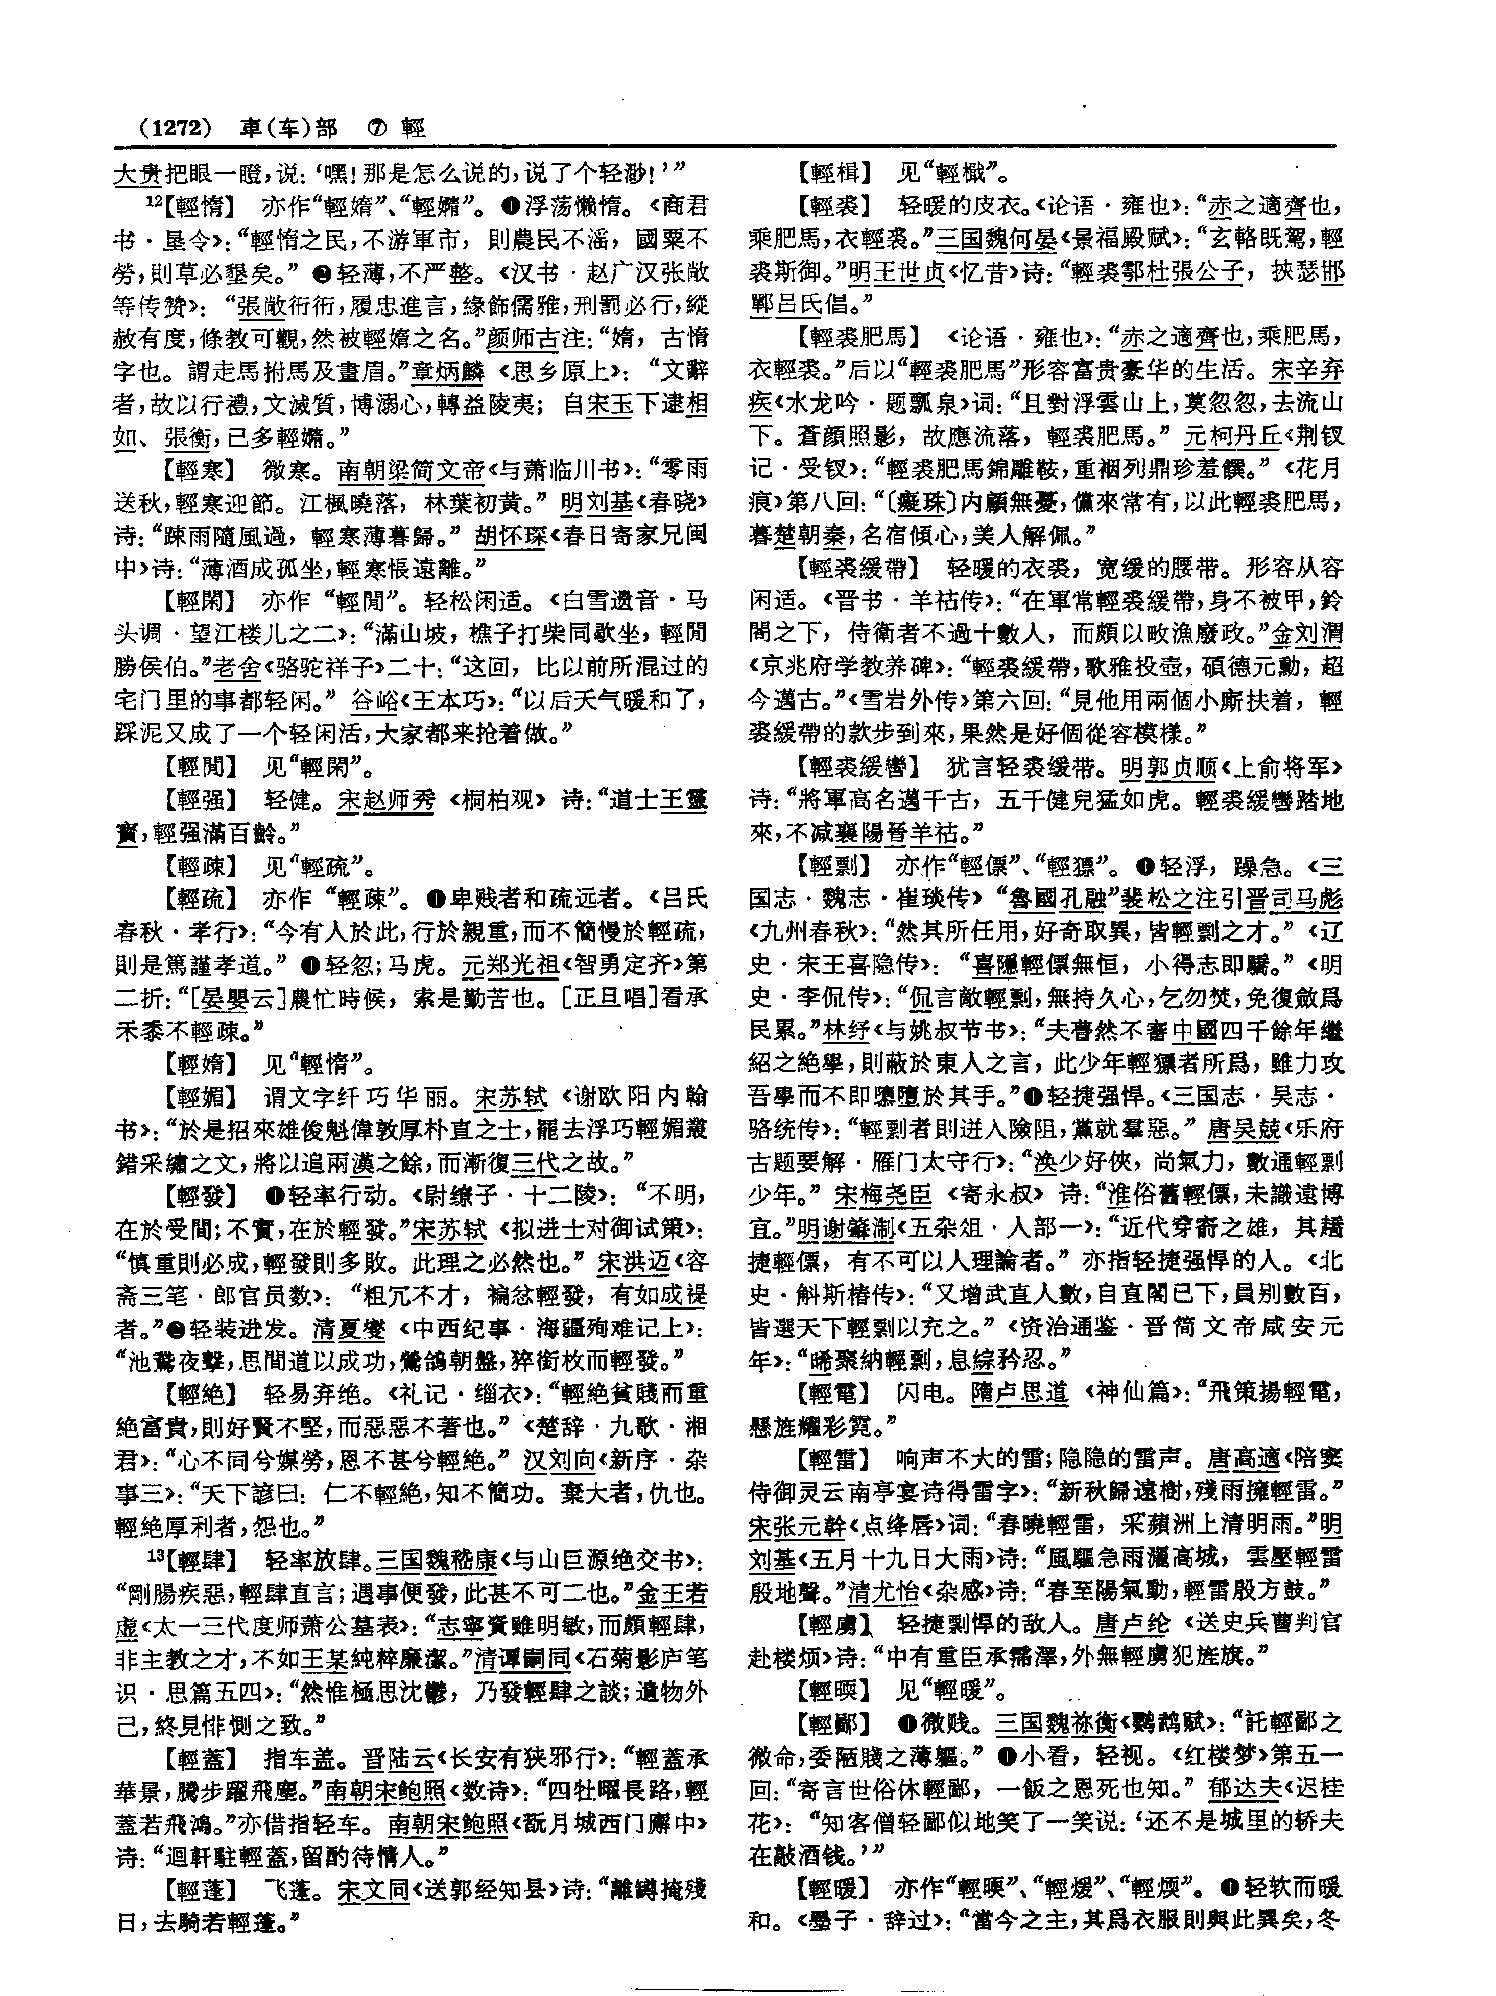 (1272) 車(车)部 ⑦ 輕
大贵把眼一瞪,说:‘嘿!那是怎么说的,说了个轻渺!’”
12【輕惰】 亦作“輕媠”、“輕嫷”。❶浮荡懒惰。《商君
书·垦令》:“輕惰之民,不游軍市,則農民不淫,國粟不
勞,則草必墾矣。”❷轻薄,不严整。《汉书·赵广汉张敞
等传赞》:“張敞衎衎,履忠進言,緣飾儒雅,刑罰必行,縱
赦有度,條教可觀,然被輕媠之名。”颜师古注:“媠,古惰
字也。謂走馬拊馬及畫眉。”章炳麟《思乡原上》:“文辭
者,故以行禮,文滅質,博溺心,轉益陵夷;自宋玉下逮相
如、張衡,已多輕嫷。”
【輕寒】 微寒。南朝梁简文帝《与萧临川书》:“零雨
送秋,輕寒迎節。江楓曉落,林葉初黄。”明刘基《春晓》
诗:“踈雨隨風過,輕寒薄暮歸。”胡怀琛《春日寄家兄闽
中》诗:“薄酒成孤坐,輕寒悵遠離。”
【輕閑】 亦作“輕閒”。轻松闲适。《白雪遗音·马
头调·望江楼儿之二》:“滿山坡,樵子打柴同歌坐,輕閒
勝侯伯。”老舍《骆驼祥子》二十:“这回,比以前所混过的
宅门里的事都轻闲。”谷峪《王本巧》:“以后天气暖和了,
踩泥又成了一个轻闲活,大家都来抢着做。”
【輕閒】 见“輕閑”。
【輕强】 轻健。宋赵师秀《桐柏观》诗:“道士王靈
寶,輕强滿百齡。”
【輕疎】 见“輕疏”。
【輕疏】 亦作“輕疎”。❶卑贱者和疏远者。《吕氏
春秋·孝行》:“今有人於此,行於親重,而不簡慢於輕疏,
則是篤謹孝道。”❶轻忽;马虎。元郑光祖《智勇定齐》第
二折:“[晏嬰云]農忙時候,索是勤苦也。[正旦唱]看承
禾黍不輕疎。”
【輕媠】 见“輕惰”。
【輕媚】 谓文字纤巧华丽。宋苏轼《谢欧阳内翰
书》:“於是招來雄俊魁偉敦厚朴直之士,罷去浮巧輕媚叢
錯采繡之文,將以追兩漢之餘,而漸復三代之故。”
【輕發】 ❶轻率行动。《尉缭子·十二陵》:“不明,
在於受間;不實,在於輕發。”宋苏轼《拟进士对御试策》:
“慎重則必成,輕發則多敗。此理之必然也。”宋洪迈《容
斋三笔·郎官员数》:“粗冗不才,褊忿輕發,有如成禔
者。”❷轻装进发。清夏燮《中西纪事·海疆殉难记上》:
“池鵞夜擊,思間道以成功,鶯鴿朝盤,猝銜枚而輕發。”
【輕絶】 轻易弃绝。《礼记·缁衣》:“輕絶貧賤而重
絶富貴,則好賢不堅,而惡惡不著也。”《楚辞·九歌·湘
君》:“心不同兮媒勞,恩不甚兮輕絶。”汉刘向《新序·杂
事三》:“天下諺曰:仁不輕絶,知不簡功。棄大者,仇也。
輕絶厚利者,怨也。”
13【輕肆】 轻率放肆。三国魏嵇康《与山巨源绝交书》:
“剛腸疾惡,輕肆直言;遇事便發,此甚不可二也。”金王若
虚《太一三代度师萧公墓表》:“志寧資雖明敏,而頗輕肆,
非主教之才,不如王某純粹廉潔。”清谭嗣同《石菊影庐笔
识·思篇五四》:“然惟極思沈鬱,乃發輕肆之談;遺物外
己,終見悱惻之致。”
【輕蓋】 指车盖。晋陆云《长安有狭邪行》:“輕蓋承
華景,騰步躍飛塵。”南朝宋鲍照《数诗》:“四牡曜長路,輕
蓋若飛鴻。”亦借指轻车。南朝宋鲍照《翫月城西门廨中》
诗:“迴軒駐輕蓋,留酌待情人。”
【輕蓬】 飞蓬。宋文同《送郭经知县》诗:“離罇掩殘
日,去騎若輕蓬。”
【輕楫】 见“輕檝”。
【輕裘】 轻暖的皮衣。《论语·雍也》:“赤之適齊也,
乘肥馬,衣輕裘。”三国魏何晏《景福殿赋》:“玄輅既駕,輕
裘斯御。”明王世贞《忆昔》诗:“輕裘鄠杜張公子,挾瑟邯
鄲吕氏倡。”
【輕裘肥馬】 《论语·雍也》:“赤之適齊也,乘肥馬,
衣輕裘。”后以“輕裘肥馬”形容富贵豪华的生活。宋辛弃
疾《水龙吟·题瓢泉》词:“且對浮雲山上,莫忽忽,去流山
下。蒼顔照影,故應流落,輕裘肥馬。”元柯丹丘《荆钗
记·受钗》:“輕裘肥馬錦雕鞍,重裀列鼎珍羞饌。”《花月
痕》第八回:“〔癡珠〕内顧無憂,儻來常有,以此輕裘肥馬,
暮楚朝秦,名宿傾心,美人解佩。”
【輕裘緩帶】 轻暖的衣裘,宽缓的腰带。形容从容
闲适。《晋书·羊祜传》:“在軍常輕裘緩帶,身不被甲,鈴
閤之下,侍衛者不過十數人,而頗以畋漁廢政。”金刘渭
《京兆府学教养碑》:“輕裘緩帶,歌雅投壺,碩德元勳,超
今邁古。”《雪岩外传》第六回:“見他用兩個小廝扶着,輕
裘緩帶的款步到來,果然是好個從容模樣。”
【輕裘緩轡】 犹言轻裘缓带。明郭贞顺《上俞将军》
诗:“將軍高名邁千古,五千健兒猛如虎。輕裘緩轡踏地
來,不减襄陽晉羊祜。”
【輕剽】 亦作“輕僄”、“輕㺀”。❶轻浮,躁急。《三
国志·魏志·崔琰传》“魯國孔融”裴松之注引晋司马彪
《九州春秋》:“然其所任用,好奇取異,皆輕剽之才。”《辽
史·宋王喜隐传》:“喜隱輕僄無恒,小得志即驕。”《明
史·李侃传》:“侃言敵輕剽,無持久心,乞勿焚,免復斂爲
民累。”林纾《与姚叔节书》:“夫瞢然不審中國四千餘年繼
紹之絶學,則蔽於東人之言,此少年輕㺀者所爲,雖力攻
吾學而不即隳墮於其手。”❶轻捷强悍。《三国志·吴志·
骆统传》:“輕剽者則迸入險阻,黨就羣惡。”唐吴兢《乐府
古题要解·雁门太守行》:“涣少好俠,尚氣力,數通輕剽
少年。”宋梅尧臣《寄永叔》诗:“淮俗舊輕僄,未識遠博
宜。”明谢肇淛《五杂俎·人部一》:“近代穿窬之雄,其蹻
捷輕僄,有不可以人理論者。”亦指轻捷强悍的人。《北
史·斛斯椿传》:“又增武直人數,自直閤已下,員别數百,
皆選天下輕剽以充之。”《资治通鉴·晋简文帝咸安元
年》:“晞聚納輕剽,息綜矜忍。”
【輕電】 闪电。隋卢思道《神仙篇》:“飛策揚輕電,
懸旌耀彩霓。”
【輕雷】 响声不大的雷;隐隐的雷声。唐高適《陪窦
侍御灵云南亭宴诗得雷字》:“新秋歸遠樹,殘雨擁輕雷。”
宋张元幹《点绛唇》词:“春曉輕雷,采蘋洲上清明雨。”明
刘基《五月十九日大雨》诗:“風驅急雨灑高城,雲壓輕雷
殷地聲。”清尤怡《杂感》诗:“春至陽氣動,輕雷殷方鼓。”
【輕虜】 轻捷剽悍的敌人。唐卢纶《送史兵曹判官
赴楼烦》诗:“中有重臣承霈澤,外無輕虜犯旌旗。”
【輕㬉】 见“輕暖”。
【輕鄙】 ❶微贱。三国魏祢衡《鹦鹉赋》:“託輕鄙之
微命,委陋賤之薄軀。”❶小看,轻视。《红楼梦》第五一
回:“寄言世俗休輕鄙,一飯之恩死也知。”郁达夫《迟桂
花》:“知客僧轻鄙似地笑了一笑说:‘还不是城里的轿夫
在敲酒钱。’”
【輕暖】 亦作“輕㬉”、“輕煖”、“輕煗”。❶轻软而暖
和。《墨子·辞过》:“當今之主,其爲衣服則與此異矣,冬